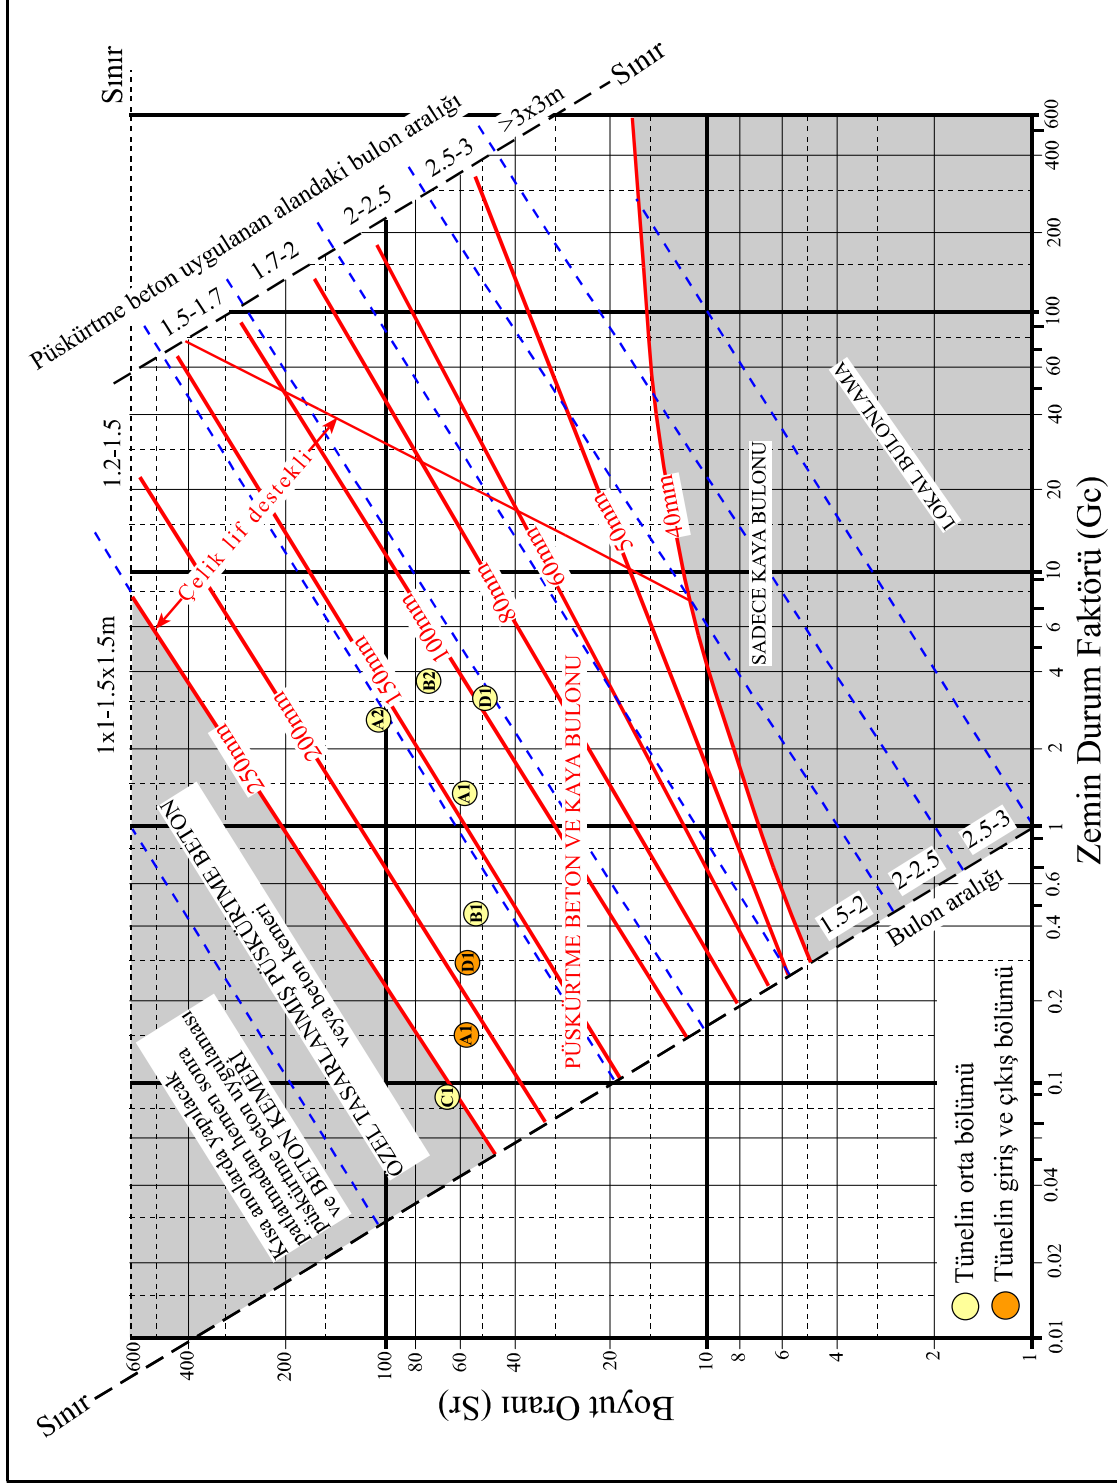 Sınır
Sınır
Sınır
Püskürtme beton uygulanan alandaki bulon aralığı
1x1-1.5x1.5m
1.2-1.5
1.5-1.7
1.7-2
2-2.5
2.5-3
>3x3m
Kısa anolarda yapılacak
patlatmadan hemen sonra
püskürtme beton uygulaması
ve BETON KEMERİ
ÖZEL TASARLANMIŞ PÜSKÜRTME BETON
veya beton kemeri
Çelik lif destekli
250mm
200mm
150mm
100mm
80mm
60mm
50mm
40mm
A2
B2
D1
A1
B1
D1
A1
C1
PÜSKÜRTME BETON VE KAYA BULONU
SADECE KAYA BULONU
LOKAL BULONLAMA
1.5-2
2-2.5
2.5-3
Bulon aralığı
Tünelin orta bölümü
Tünelin giriş ve çıkış bölümü
Boyut Oranı (Sr)
600
400
200
100
80
60
40
20
10
8
6
4
2
1
0.01
0.02
0.04
0.1
0.2
0.4
0.6
1
2
4
6
10
20
40
60
100
200
400
600
Zemin Durum Faktörü (Gc)